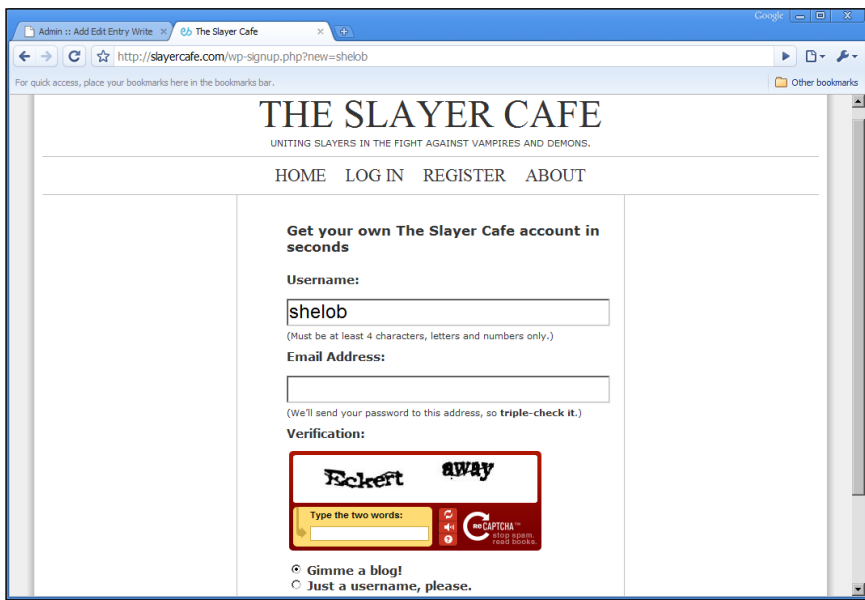 Google
Admin :: Add Edit Entry Write
The Slayer Cafe
http://slayercafe.com/wp-signup.php?new=shelob
For quick access, place your bookmarks here in the bookmarks bar.
Other bookmarks
THE SLAYER CAFE
UNITING SLAYERS IN THE FIGHT AGAINST VAMPIRES AND DEMONS.
HOME LOG IN REGISTER ABOUT
Get your own The Slayer Cafe account in
seconds
Username:
shelob
(Must be at least 4 characters, letters and numbers only.)
Email Address:
(We'll send your password to this address, so triple-check it.)
Verification:
Eckert away
Type the two words:
reCAPTCHA™
stop spam.
read books.
Gimme a blog!
Just a username, please.